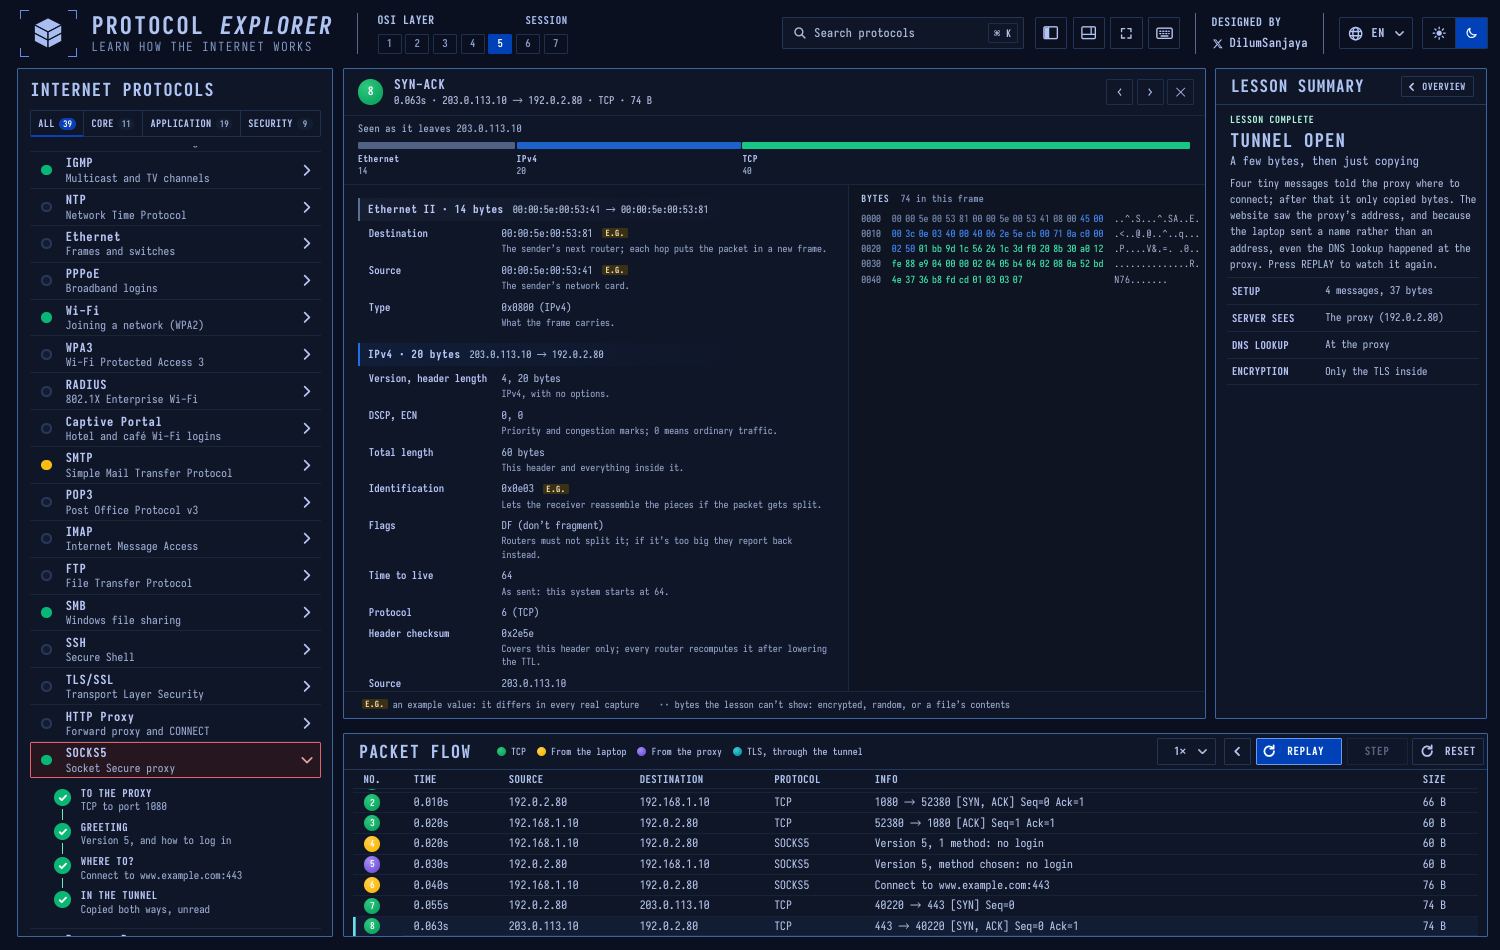 PROTOCOL EXPLORER
LEARN HOW THE INTERNET WORKS
OSI LAYER SESSION
1 2 3 4 5 6 7
Search protocols ⌘ K
DESIGNED BY
DilumSanjaya
EN
INTERNET PROTOCOLS
ALL 39 CORE 11 APPLICATION 19 SECURITY 9
IGMP
Multicast and TV channels
NTP
Network Time Protocol
Ethernet
Frames and switches
PPPoE
Broadband logins
Wi-Fi
Joining a network (WPA2)
WPA3
Wi-Fi Protected Access 3
RADIUS
802.1X Enterprise Wi-Fi
Captive Portal
Hotel and café Wi-Fi logins
SMTP
Simple Mail Transfer Protocol
POP3
Post Office Protocol v3
IMAP
Internet Message Access
FTP
File Transfer Protocol
SMB
Windows file sharing
SSH
Secure Shell
TLS/SSL
Transport Layer Security
HTTP Proxy
Forward proxy and CONNECT
SOCKS5
Socket Secure proxy
TO THE PROXY
TCP to port 1080
GREETING
Version 5, and how to log in
WHERE TO?
Connect to www.example.com:443
IN THE TUNNEL
Copied both ways, unread
8 SYN-ACK
0.063s · 203.0.113.10 → 192.0.2.80 · TCP · 74 B
Seen as it leaves 203.0.113.10
Ethernet IPv4 TCP
14 20 40
Ethernet II · 14 bytes 00:00:5e:00:53:41 → 00:00:5e:00:53:81
Destination 00:00:5e:00:53:81 E.G.
The sender's next router; each hop puts the packet in a new frame.
Source 00:00:5e:00:53:41 E.G.
The sender's network card.
Type 0x0800 (IPv4)
What the frame carries.
IPv4 · 20 bytes 203.0.113.10 → 192.0.2.80
Version, header length 4, 20 bytes
IPv4, with no options.
DSCP, ECN 0, 0
Priority and congestion marks; 0 means ordinary traffic.
Total length 60 bytes
This header and everything inside it.
Identification 0x0e03 E.G.
Lets the receiver reassemble the pieces if the packet gets split.
Flags DF (don't fragment)
Routers must not split it; if it's too big they report back
instead.
Time to live 64
As sent: this system starts at 64.
Protocol 6 (TCP)
Header checksum 0x2e5e
Covers this header only; every router recomputes it after lowering
the TTL.
Source 203.0.113.10
BYTES 74 in this frame
0000 00 00 5e 00 53 81 00 00 5e 00 53 41 08 00 45 00 ..^.S...^.SA..E.
0010 00 3c 0e 03 40 00 40 06 2e 5e cb 00 71 0a c0 00 .<..@.@..^..q...
0020 02 50 01 bb 9d 1c 56 26 1c 3d f0 20 8b 30 a0 12 .P....V&.=. .0..
0030 fe 88 e9 04 00 00 02 04 05 b4 04 02 08 0a 52 bd ..............R.
0040 4e 37 36 b8 fd cd 01 03 03 07 N76.......
E.G. an example value: it differs in every real capture ·· bytes the lesson can't show: encrypted, random, or a file's contents
LESSON SUMMARY OVERVIEW
LESSON COMPLETE
TUNNEL OPEN
A few bytes, then just copying
Four tiny messages told the proxy where to
connect; after that it only copied bytes. The
website saw the proxy's address, and because
the laptop sent a name rather than an
address, even the DNS lookup happened at the
proxy. Press REPLAY to watch it again.
SETUP 4 messages, 37 bytes
SERVER SEES The proxy (192.0.2.80)
DNS LOOKUP At the proxy
ENCRYPTION Only the TLS inside
PACKET FLOW TCP From the laptop From the proxy TLS, through the tunnel 1× REPLAY STEP RESET
NO. TIME SOURCE DESTINATION PROTOCOL INFO SIZE
2 0.010s 192.0.2.80 192.168.1.10 TCP 1080 → 52380 [SYN, ACK] Seq=0 Ack=1 66 B
3 0.020s 192.168.1.10 192.0.2.80 TCP 52380 → 1080 [ACK] Seq=1 Ack=1 60 B
4 0.020s 192.168.1.10 192.0.2.80 SOCKS5 Version 5, 1 method: no login 60 B
5 0.030s 192.0.2.80 192.168.1.10 SOCKS5 Version 5, method chosen: no login 60 B
6 0.040s 192.168.1.10 192.0.2.80 SOCKS5 Connect to www.example.com:443 76 B
7 0.055s 192.0.2.80 203.0.113.10 TCP 40220 → 443 [SYN] Seq=0 74 B
8 0.063s 203.0.113.10 192.0.2.80 TCP 443 → 40220 [SYN, ACK] Seq=0 Ack=1 74 B